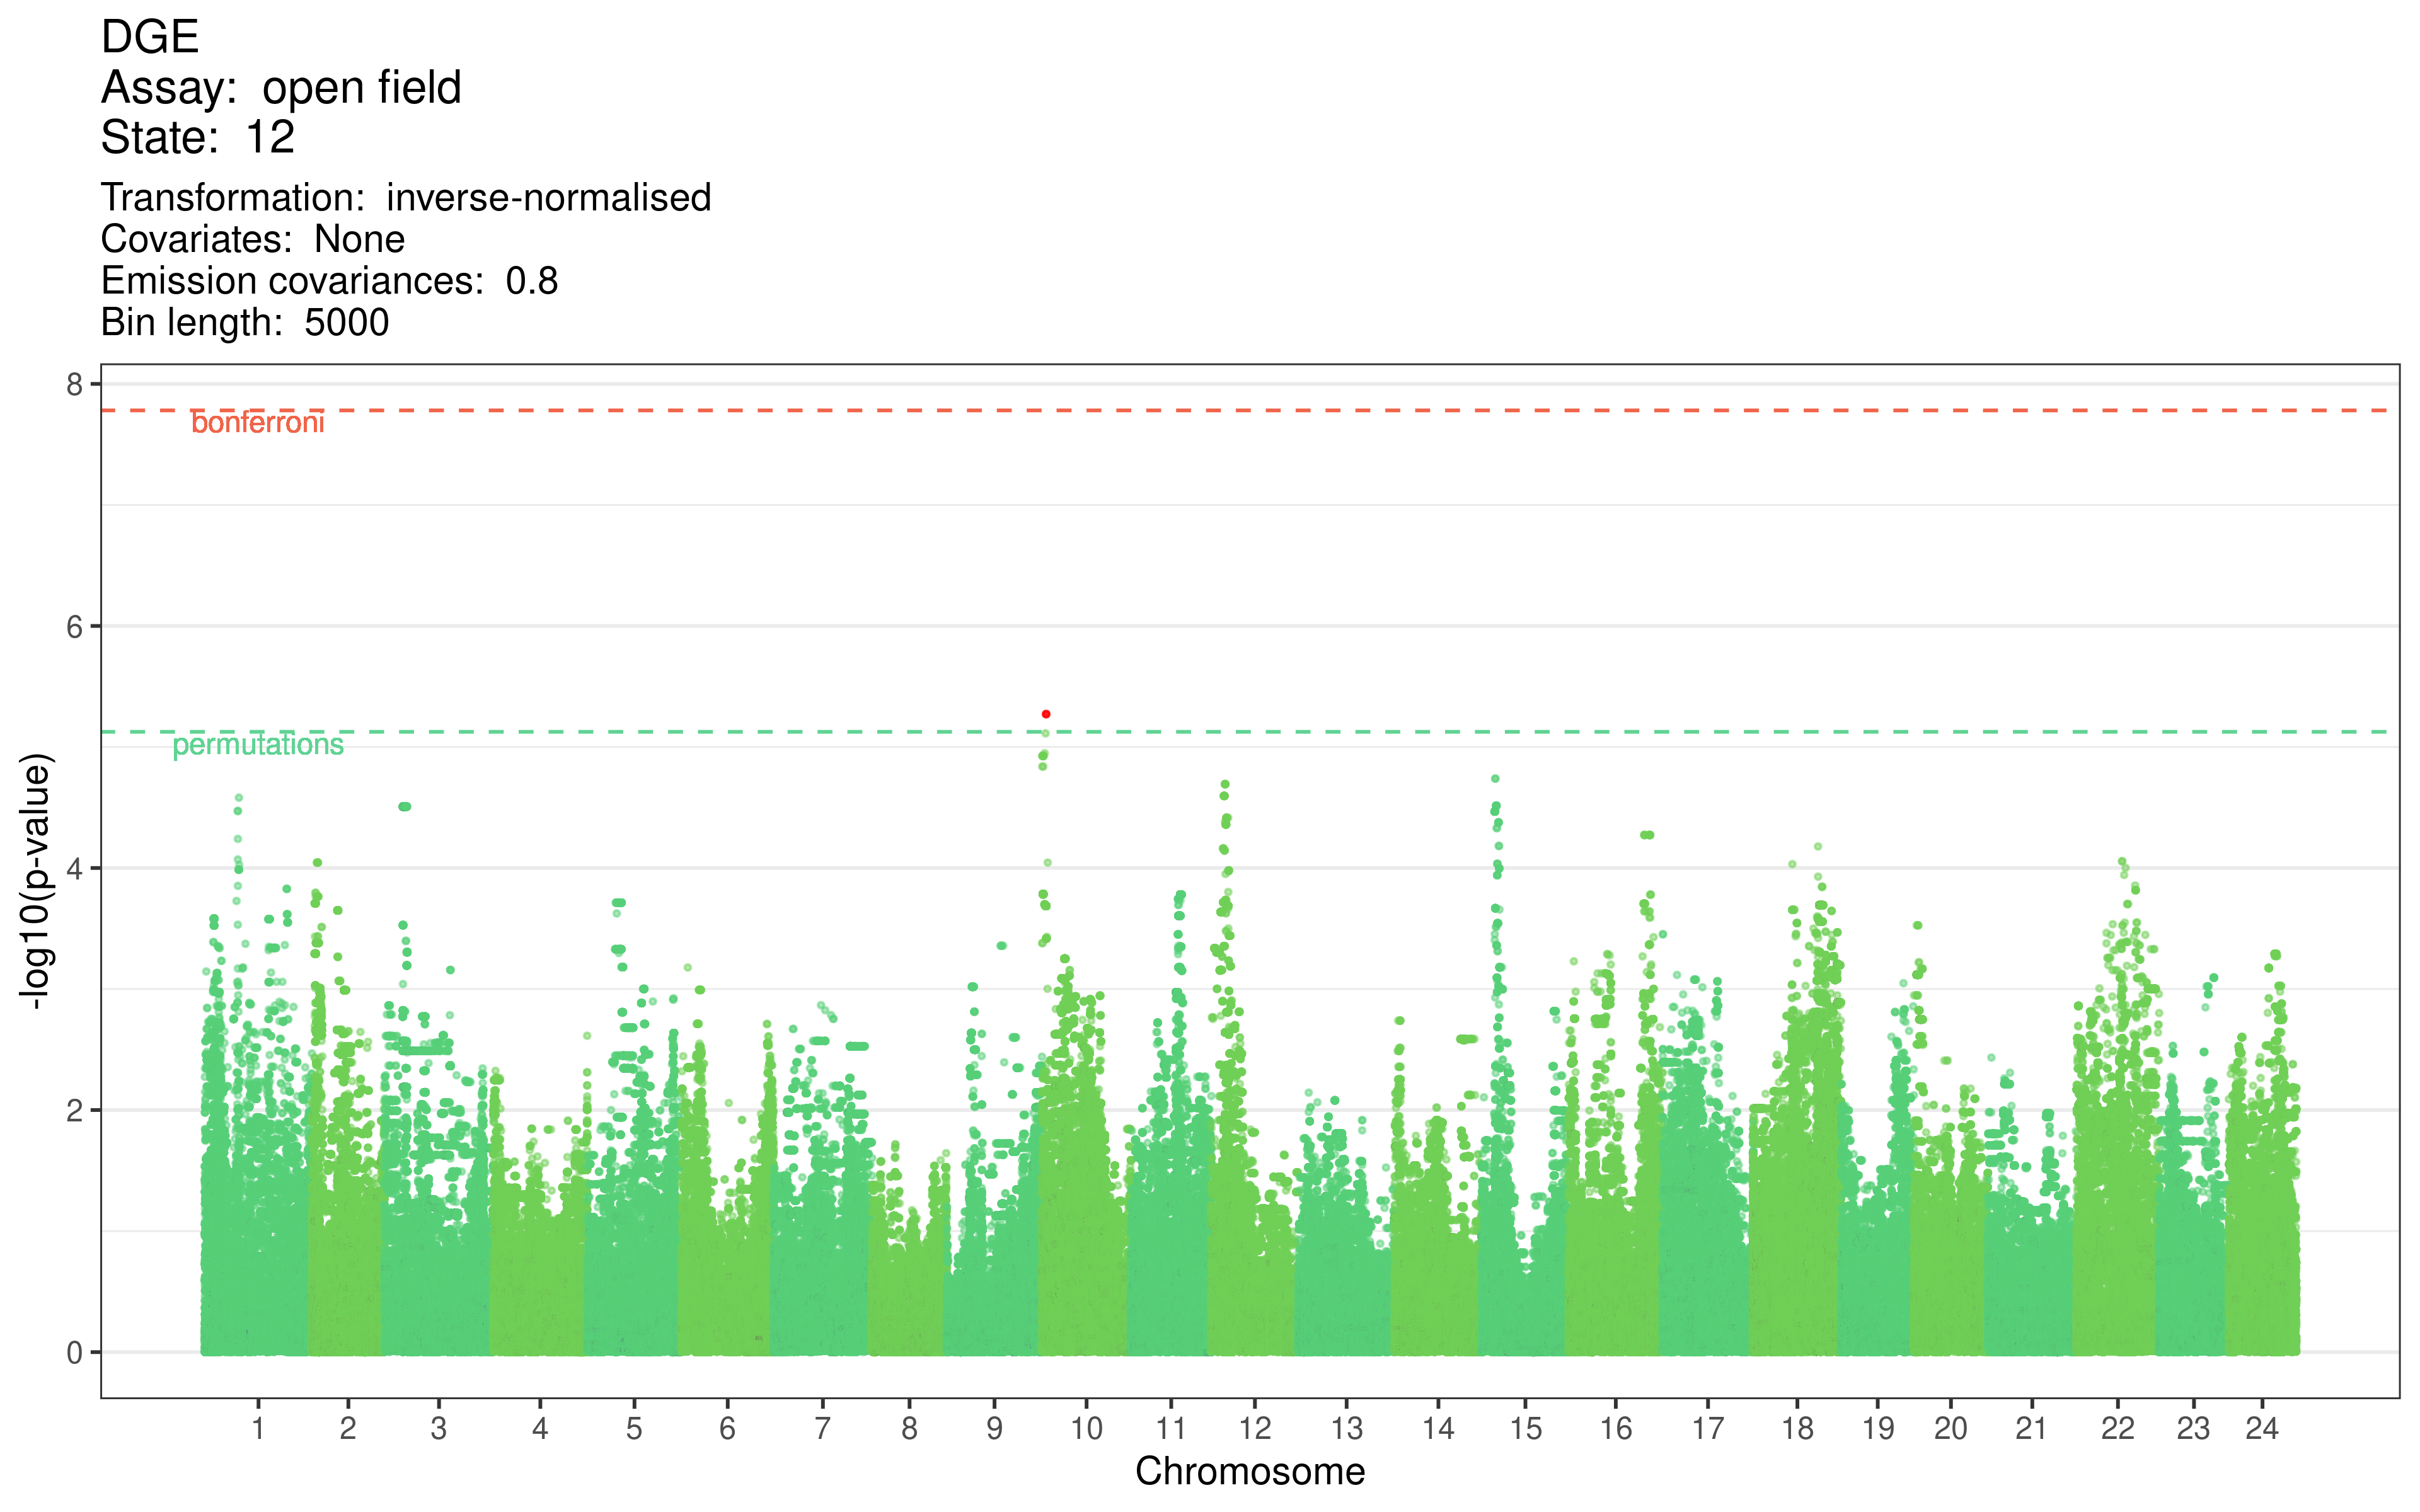 DGE
Assay:  open field
State:  12
Transformation:  inverse-normalised
Covariates:  None
Emission covariances:  0.8
Bin length:  5000
8
bonferroni
6
permutations
4
2
0
-log10(p-value)
1 2 3 4 5 6 7 8 9 10 11 12 13 14 15 16 17 18 19 20 21 22 23 24
Chromosome